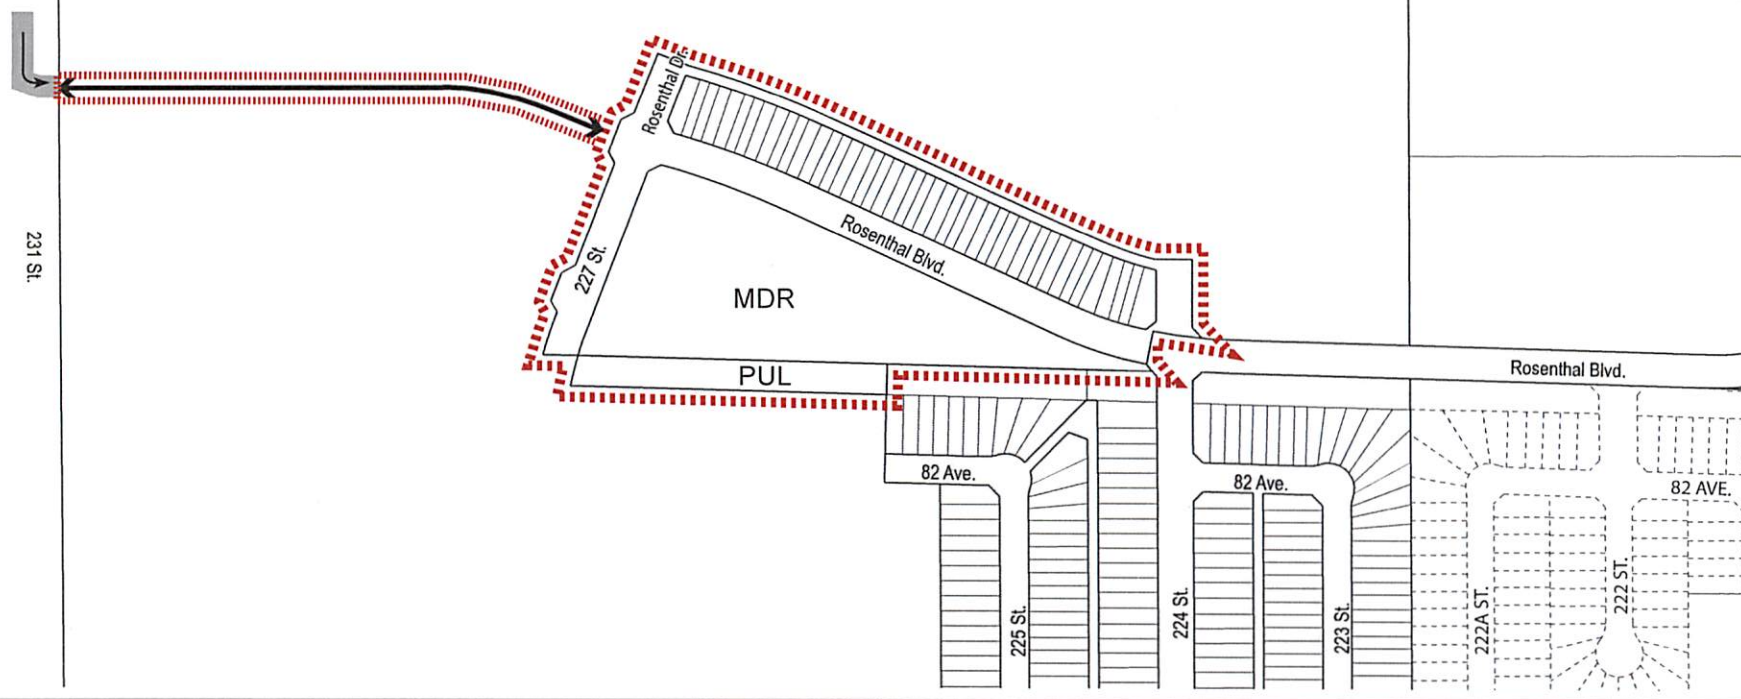 Rosenthal Dr.
231 St.
227 St.
Rosenthal Blvd.
MDR
PUL
Rosenthal Blvd.
82 Ave.
82 Ave.
82 AVE.
225 St.
224 St.
223 St.
222A ST.
222 ST.